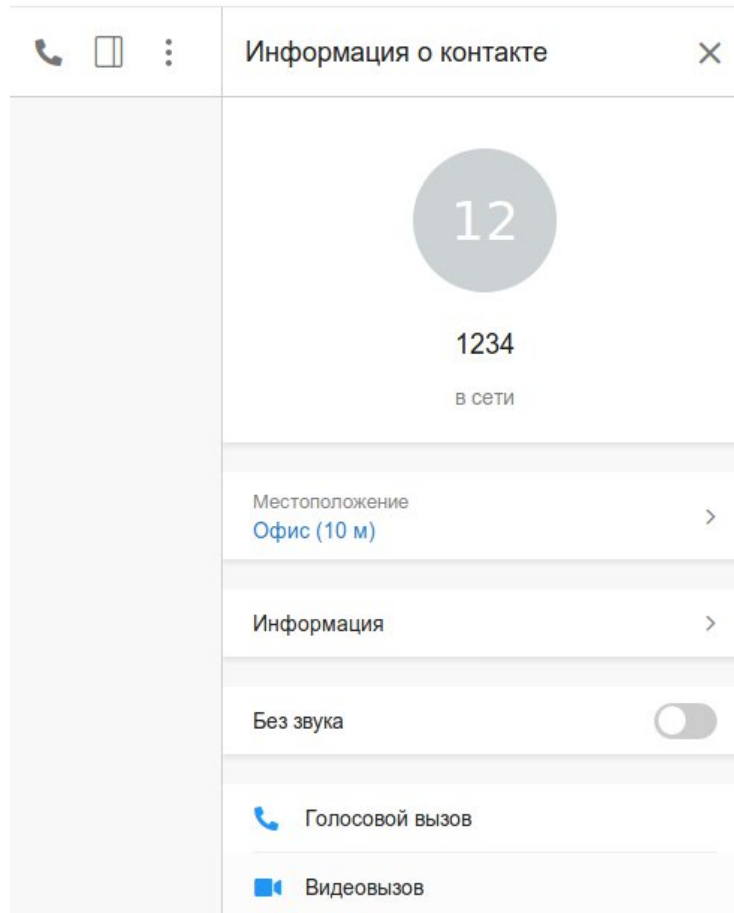 Информация о контакте
12
1234
в сети
Местоположение
Офис (10 м)
Информация
Без звука
Голосовой вызов
Видеовызов